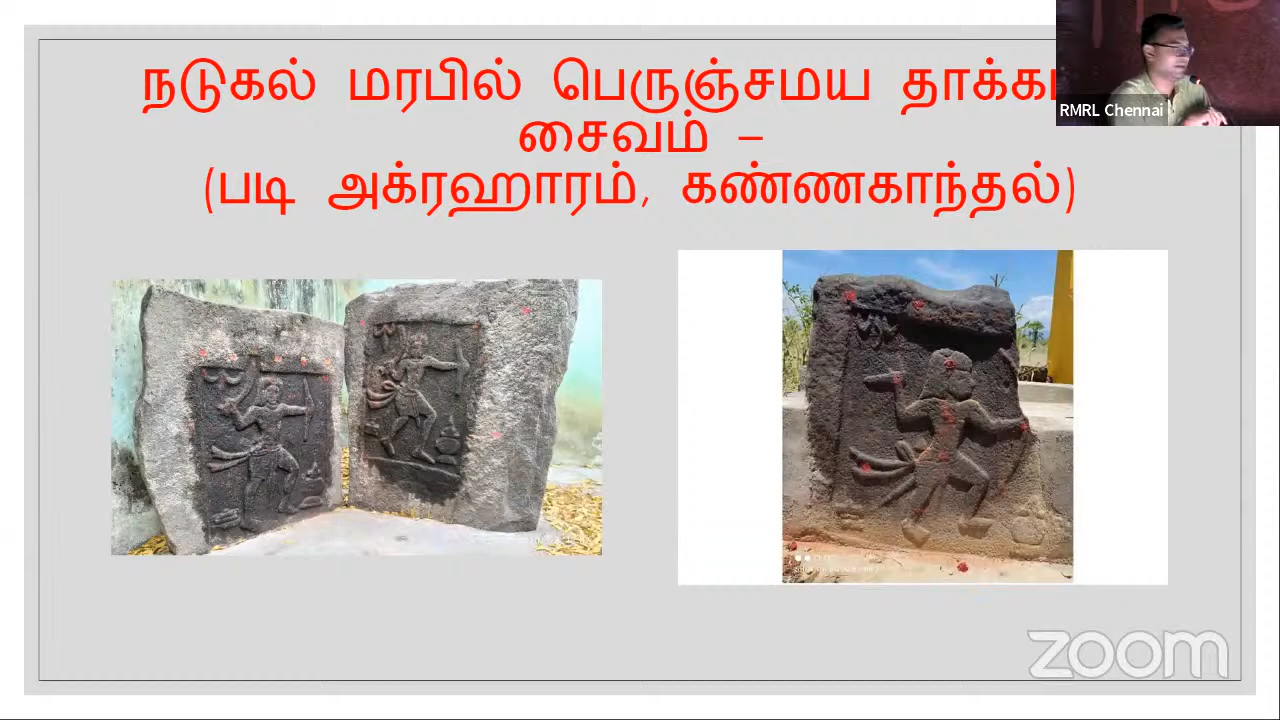 நடுகல் மரபில் பெருஞ்சமய
சைவம் –
(படி அக்ரஹாரம், கண்ணகாந்தல்)
RMRL Chennai
zoom